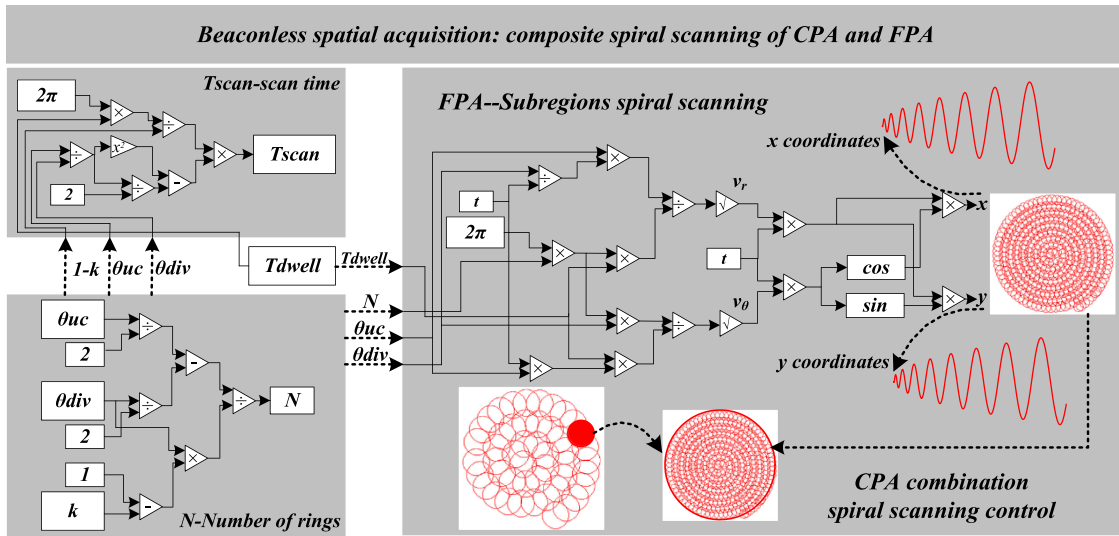 Beaconless spatial acquisition: composite spiral scanning of CPA and FPA
Tscan-scan time
2π
×
÷
÷
x²
×
Tscan
÷
-
2
1-k
θuc
θdiv
Tdwell
θuc
÷
2
-
θdiv
÷
2
÷
N
×
1
-
k
N-Number of rings
Tdwell
N
θuc
θdiv
FPA--Subregions spiral scanning
×
÷
t
÷
√
vr
2π
×
×
×
t
×
÷
√
vθ
×
×
×
cos
sin
×
x
×
y
x coordinates
y coordinates
CPA combination
spiral scanning control